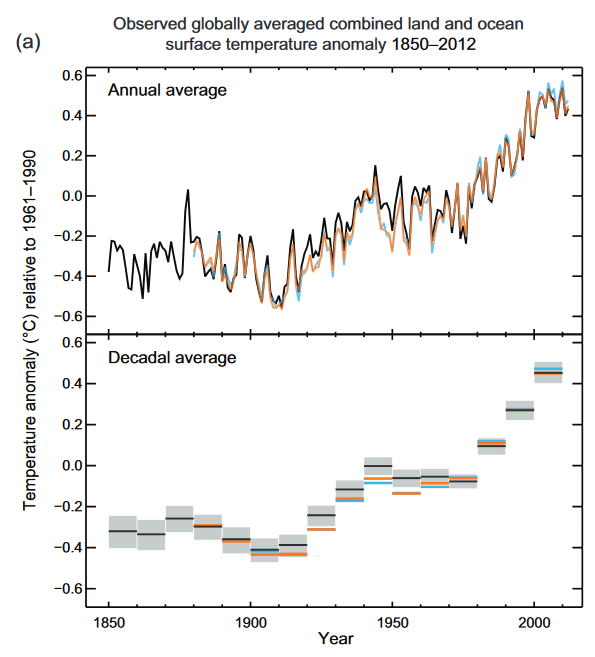 Observed globally averaged combined land and ocean
(a) surface temperature anomaly 1850–2012
Annual average
0.6
0.4
0.2
0.0
−0.2
−0.4
−0.6
Temperature anomaly (°C) relative to 1961–1990
Decadal average
0.6
0.4
0.2
0.0
−0.2
−0.4
−0.6
1850 1900 1950 2000
Year